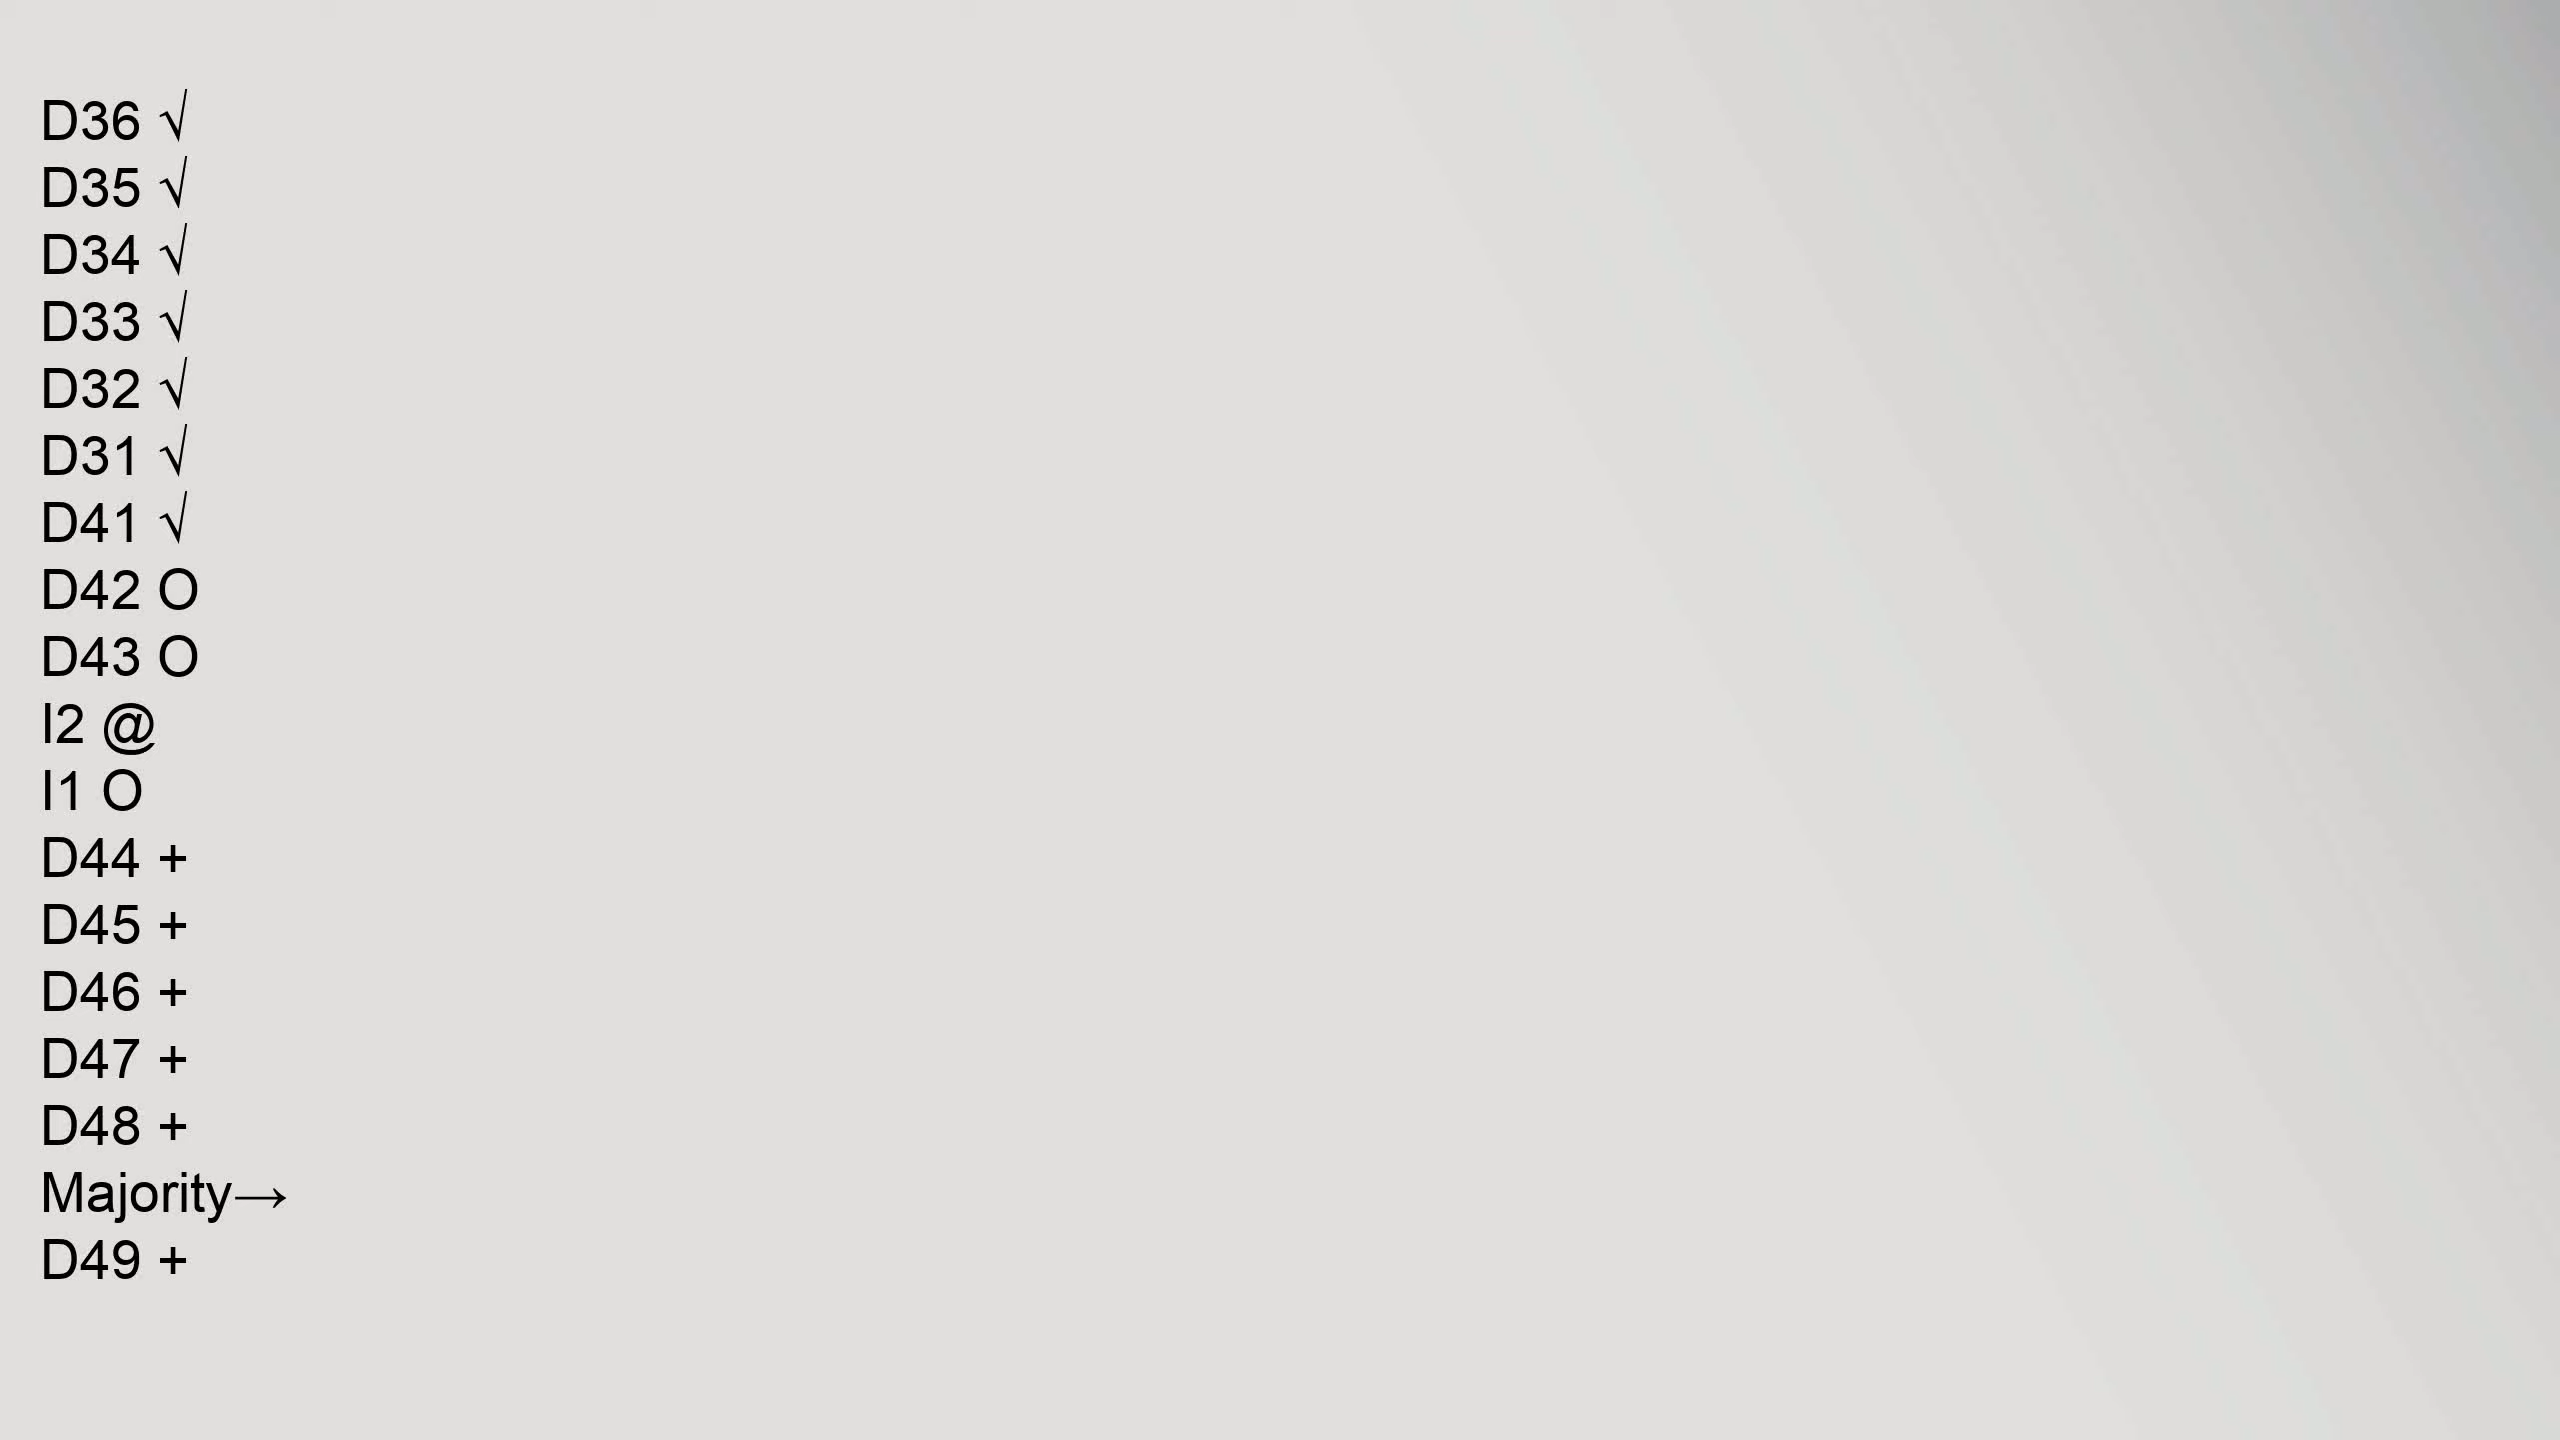 D36 √
D35 √
D34 √
D33 √
D32 √
D31 √
D41 √
D42 O
D43 O
I2 @
I1 O
D44 +
D45 +
D46 +
D47 +
D48 +
Majority→
D49 +